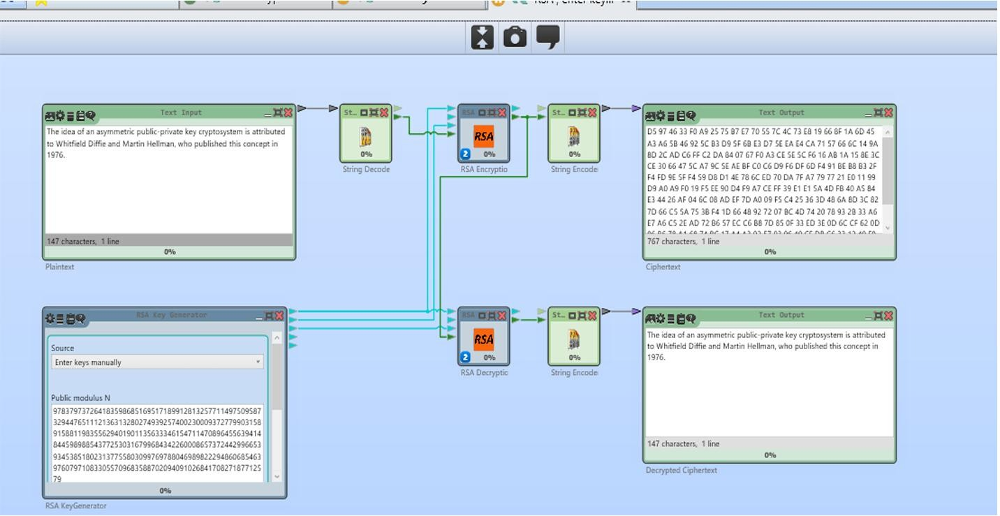 RSA , enter key
Text Input
The idea of an asymmetric public-private key cryptosystem is attributed
to Whitfield Diffie and Martin Hellman, who published this concept in
1976.
147 characters, 1 line
0%
Plaintext
St...
0%
String Decode
RSA
RSA
2 0%
RSA Encryptio
St...
0%
String Encode
Text Output
D5 97 46 33 F0 A9 25 75 B7 E7 70 55 7C 4C 73 E8 19 66 8F 1A 6D 45
A3 A6 5B 46 92 5C B3 D9 5F 6B E3 D7 5E EA E4 CA 71 57 66 6C 14 9A
8D 2C AD C6 FF C2 DA 84 07 67 F0 A3 CE 5E 5C F6 16 AB 1A 15 8E 3C
CE 30 66 47 5C A7 9C 5E AE BF C0 C6 D9 F6 DF 6D F4 91 BE B8 B3 2F
F4 FD 9E 5F F4 59 D8 D1 4E 78 6C ED 70 DA 7F A7 79 77 21 E0 11 99
D9 A0 A9 F0 19 F5 EE 90 D4 F9 A7 CE FF 39 E1 E1 5A 4D FB 40 A5 84
E3 44 26 AF 04 6C 08 AD EF 7D A0 09 F5 C4 25 36 3D 48 6A 8D 3C 82
7D 66 C5 5A 75 3B F4 1D 66 48 92 72 07 BC 4D 74 20 78 93 2B 33 A6
E7 A6 C5 2E AD 72 B6 57 EC C6 B8 7D 85 0F 33 ED 3E 0D 6C CF 62 0D
767 characters, 1 line
0%
Ciphertext
RSA Key Generator
Source
Enter keys manually
Public modulus N
97837973726418359868516951718991281325771149750958​7
32944765111213631328027493925740023000937277990315​8
91588119835562940190113563334615471147089645563941​4
84459898854377253031679968434226000865737244299665​3
93453851802313775580309976978804698982229486068546​3
97607971083305570968358870209409102684170827187712​5
79
0%
RSA KeyGenerator
RSA
RSA
2 0%
RSA Decryptic
St...
0%
String Encode
Text Output
The idea of an asymmetric public-private key cryptosystem is attributed
to Whitfield Diffie and Martin Hellman, who published this concept in
1976.
147 characters, 1 line
0%
Decrypted Ciphertext